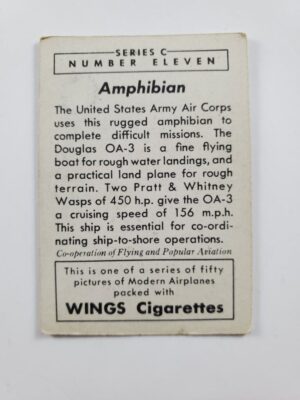 SERIES C
NUMBER ELEVEN
Amphibian
The United States Army Air Corps
uses this rugged amphibian to
complete difficult missions. The
Douglas OA-3 is a fine flying
boat for rough water landings, and
a practical land plane for rough
terrain. Two Pratt & Whitney
Wasps of 450 h.p. give the OA-3
a cruising speed of 156 m.p.h.
This ship is essential for co-ordi-
nating ship-to-shore operations.
Co-operation of Flying and Popular Aviation
This is one of a series of fifty
pictures of Modern Airplanes
packed with
WINGS Cigarettes